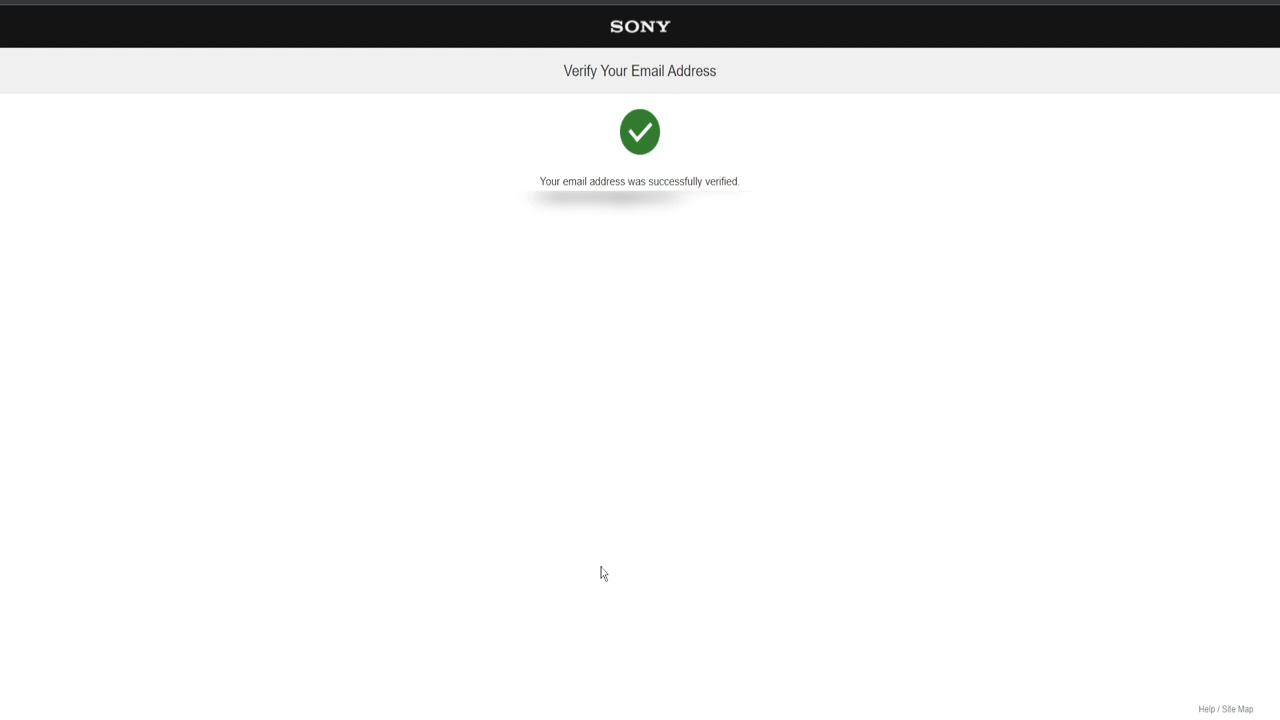 SONY
Verify Your Email Address
Your email address was successfully verified.
Help / Site Map